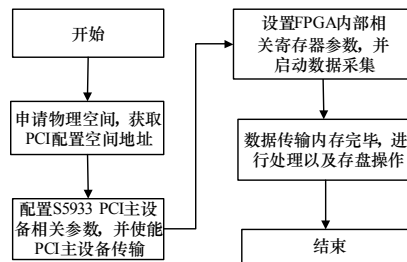 开始
申请物理空间，获取
PCI配置空间地址
配置S5933 PCI主设
备相关参数，并使能
PCI主设备传输
设置FPGA内部相
关寄存器参数，并
启动数据采集
数据传输内存完毕，进
行处理以及存盘操作
结束